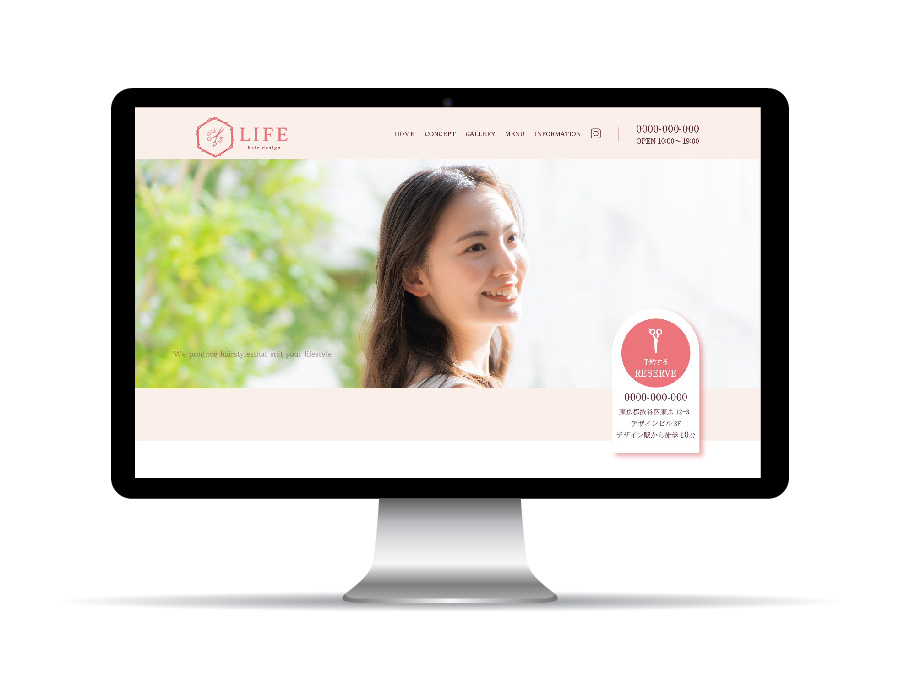 LIFE
hair design
HOME CONCEPT GALLERY MENU INFORMATION
0000-000-000
OPEN 10:00～19:00
We produce hairstyles that suit your lifestyle
予約する
RESERVE
0000-000-000
東京都渋谷区東京 12-3
デザインビル 3F
デザイン駅から徒歩 10 分